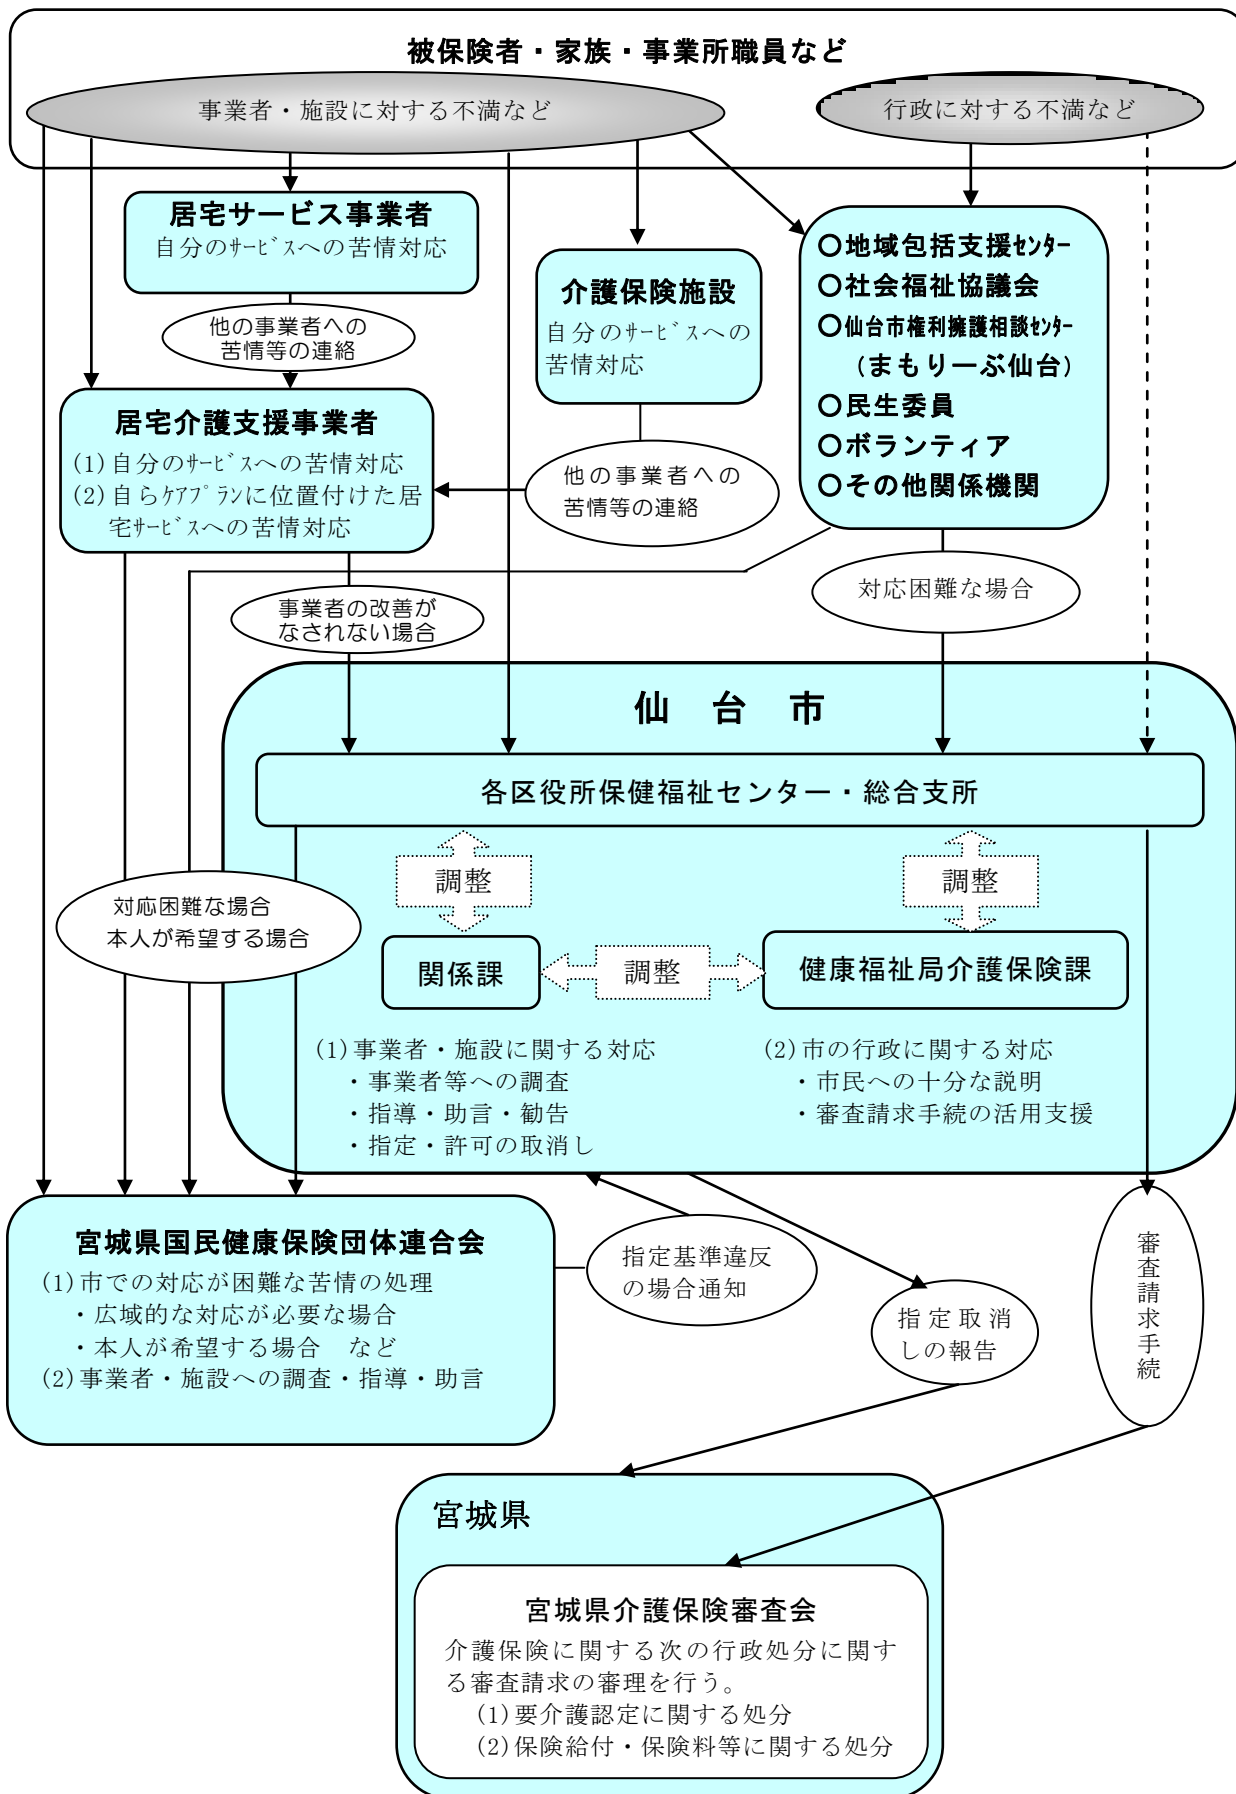 被保険者・家族・事業所職員など
事業者・施設に対する不満など
行政に対する不満など
居宅サービス事業者
自分のｻｰﾋﾞｽへの苦情対応
他の事業者への
苦情等の連絡
介護保険施設
自分のｻｰﾋﾞｽへの
苦情対応
○地域包括支援ｾﾝﾀｰ
○社会福祉協議会
○仙台市権利擁護相談ｾﾝﾀｰ
(まもりーぶ仙台)
○民生委員
○ボランティア
○その他関係機関
居宅介護支援事業者
(1)自分のｻｰﾋﾞｽへの苦情対応
(2)自らｹｱﾌﾟﾗﾝに位置付けた居
宅ｻｰﾋﾞｽへの苦情対応
他の事業者への
苦情等の連絡
事業者の改善が
なされない場合
対応困難な場合
仙　台　市
各区役所保健福祉センター・総合支所
調整
調整
対応困難な場合
本人が希望する場合
関係課
調整
健康福祉局介護保険課
(1)事業者・施設に関する対応
・事業者等への調査
・指導・助言・勧告
・指定・許可の取消し
(2)市の行政に関する対応
・市民への十分な説明
・審査請求手続の活用支援
宮城県国民健康保険団体連合会
(1)市での対応が困難な苦情の処理
・広域的な対応が必要な場合
・本人が希望する場合　など
(2)事業者・施設への調査・指導・助言
指定基準違反
の場合通知
指定取消
しの報告
審査請求手続
宮城県
宮城県介護保険審査会
介護保険に関する次の行政処分に関す
る審査請求の審理を行う。
(1)要介護認定に関する処分
(2)保険給付・保険料等に関する処分